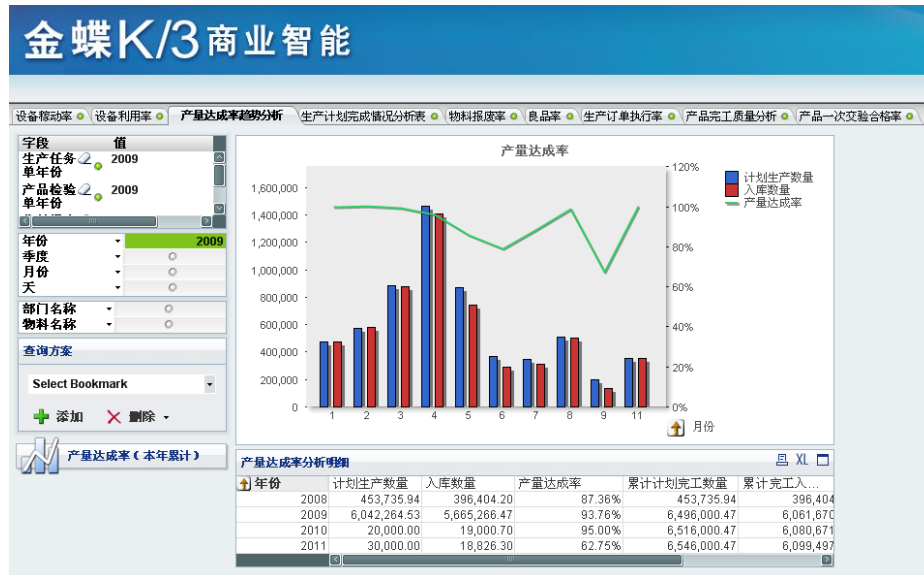 金蝶K/3商业智能
设备稼动率 设备利用率 产量达成率趋势分析 生产计划完成情况分析表 物料报废率 良品率 生产订单执行率 产品完工质量分析 产品一次交验合格率
字段 值
生产任务 2009
单年份
产品检验 2009
单年份
年份 2009
季度
月份
天
部门名称
物料名称
查询方案
Select Bookmark
添加 删除
产量达成率(本年累计)
产量达成率
1,600,000
1,400,000
1,200,000
1,000,000
800,000
600,000
400,000
200,000
0
120%
100%
80%
60%
40%
20%
0%
计划生产数量
入库数量
产量达成率
1 2 3 4 5 6 7 8 9 11
月份
产量达成率分析明细 XL
年份 计划生产数量 入库数量 产量达成率 累计计划完工数量 累计完工入...
2008 453,735.94 396,404.20 87.36% 453,735.94 396,404
2009 6,042,264.53 5,665,266.47 93.76% 6,496,000.47 6,061,670
2010 20,000.00 19,000.70 95.00% 6,516,000.47 6,080,671
2011 30,000.00 18,826.30 62.75% 6,546,000.47 6,099,497